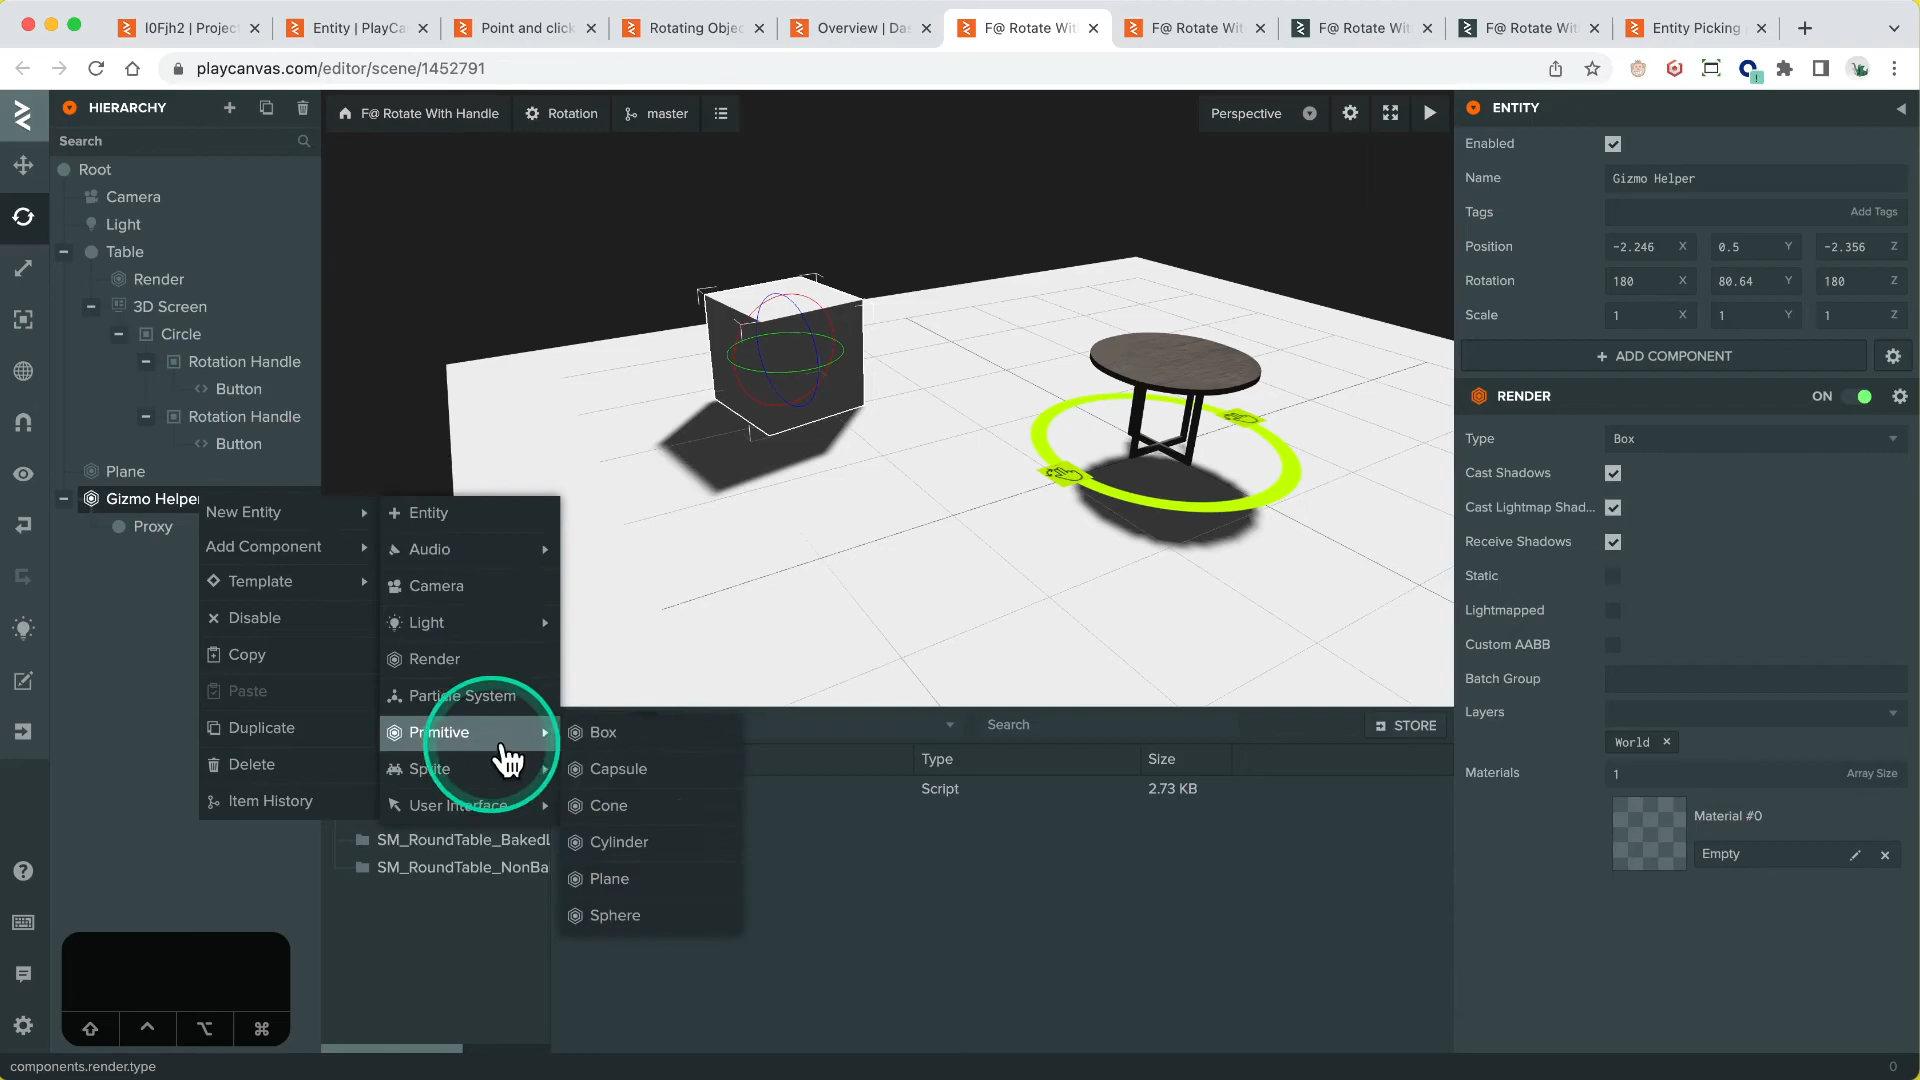 I0Fjh2 | Project
Entity | PlayCa
Point and click
Rotating Objec
Overview | Das
F@ Rotate With
F@ Rotate Wit
F@ Rotate Wit
F@ Rotate Wit
Entity Picking
playcanvas.com/editor/scene/1452791
HIERARCHY
Search
Root
Camera
Light
Table
Render
3D Screen
Circle
Rotation Handle
Button
Rotation Handle
Button
Plane
Gizmo Helper
Proxy
F@ Rotate With Handle
Rotation
master
Perspective
New Entity
Add Component
Template
Disable
Copy
Paste
Duplicate
Delete
Item History
Entity
Audio
Camera
Light
Render
Particle System
Primitive
Sprite
User Interface
Box
Capsule
Cone
Cylinder
Plane
Sphere
SM_RoundTable_BakedL
SM_RoundTable_NonBa
Search
STORE
Type
Size
Script
2.73 KB
ENTITY
Enabled
Name
Gizmo Helper
Tags
Add Tags
Position
-2.246 X 0.5 Y -2.356 Z
Rotation
180 X 80.64 Y 180 Z
Scale
1 X 1 Y 1 Z
+ ADD COMPONENT
RENDER
ON
Type
Box
Cast Shadows
Cast Lightmap Shad...
Receive Shadows
Static
Lightmapped
Custom AABB
Batch Group
Layers
World
Materials
1
Array Size
Material #0
Empty
components.render.type
0